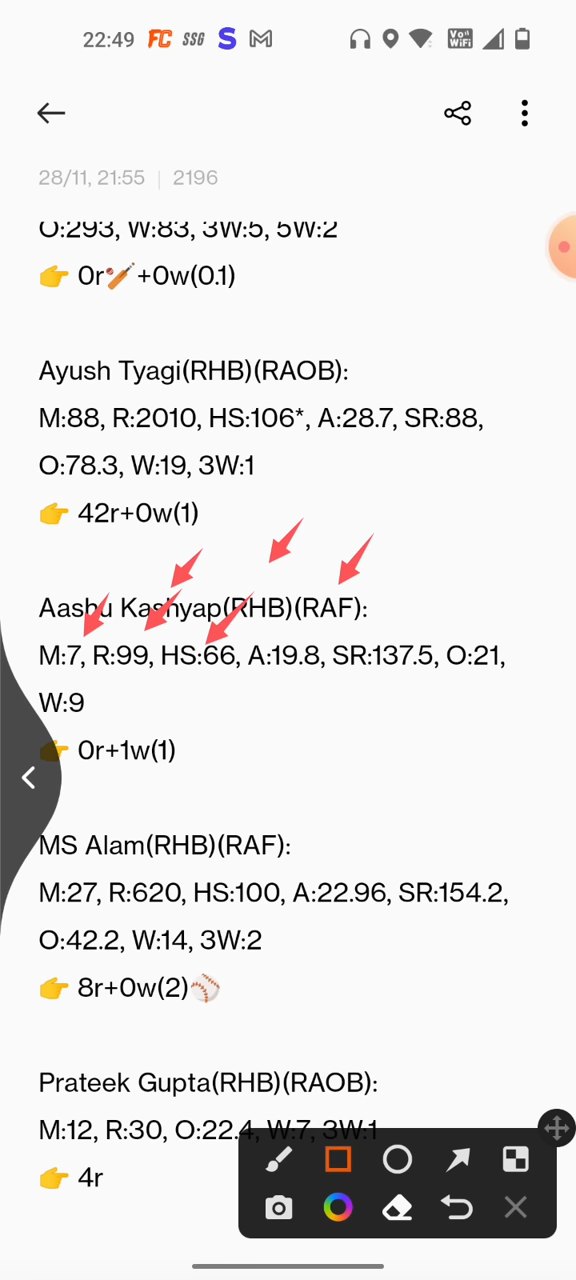 22:49 FC SSG S M Vo WiFi
28/11, 21:55 | 2196
O:293, W:83, 3W:5, 5W:2
👉 0r🏏+0w(0.1)
Ayush Tyagi(RHB)(RAOB):
M:88, R:2010, HS:106*, A:28.7, SR:88,
O:78.3, W:19, 3W:1
👉 42r+0w(1)
Aashu Kashyap(RHB)(RAF):
M:7, R:99, HS:66, A:19.8, SR:137.5, O:21,
W:9
👉 0r+1w(1)
MS Alam(RHB)(RAF):
M:27, R:620, HS:100, A:22.96, SR:154.2,
O:42.2, W:14, 3W:2
👉 8r+0w(2)⚾
Prateek Gupta(RHB)(RAOB):
M:12, R:30, O:22.4, W:7, 3W:1
👉 4r